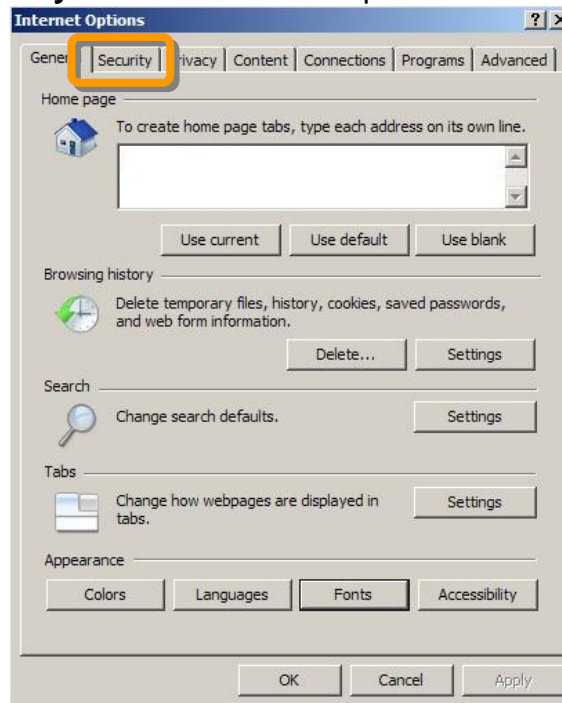 Internet Options
Security Privacy Content Connections Programs Advanced
Home page
To create home page tabs, type each address on its own line.
Use current Use default Use blank
Browsing history
Delete temporary files, history, cookies, saved passwords,
and web form information.
Delete... Settings
Search
Change search defaults. Settings
Tabs
Change how webpages are displayed in
tabs.
Settings
Appearance
Colors Languages Fonts Accessibility
OK Cancel Apply